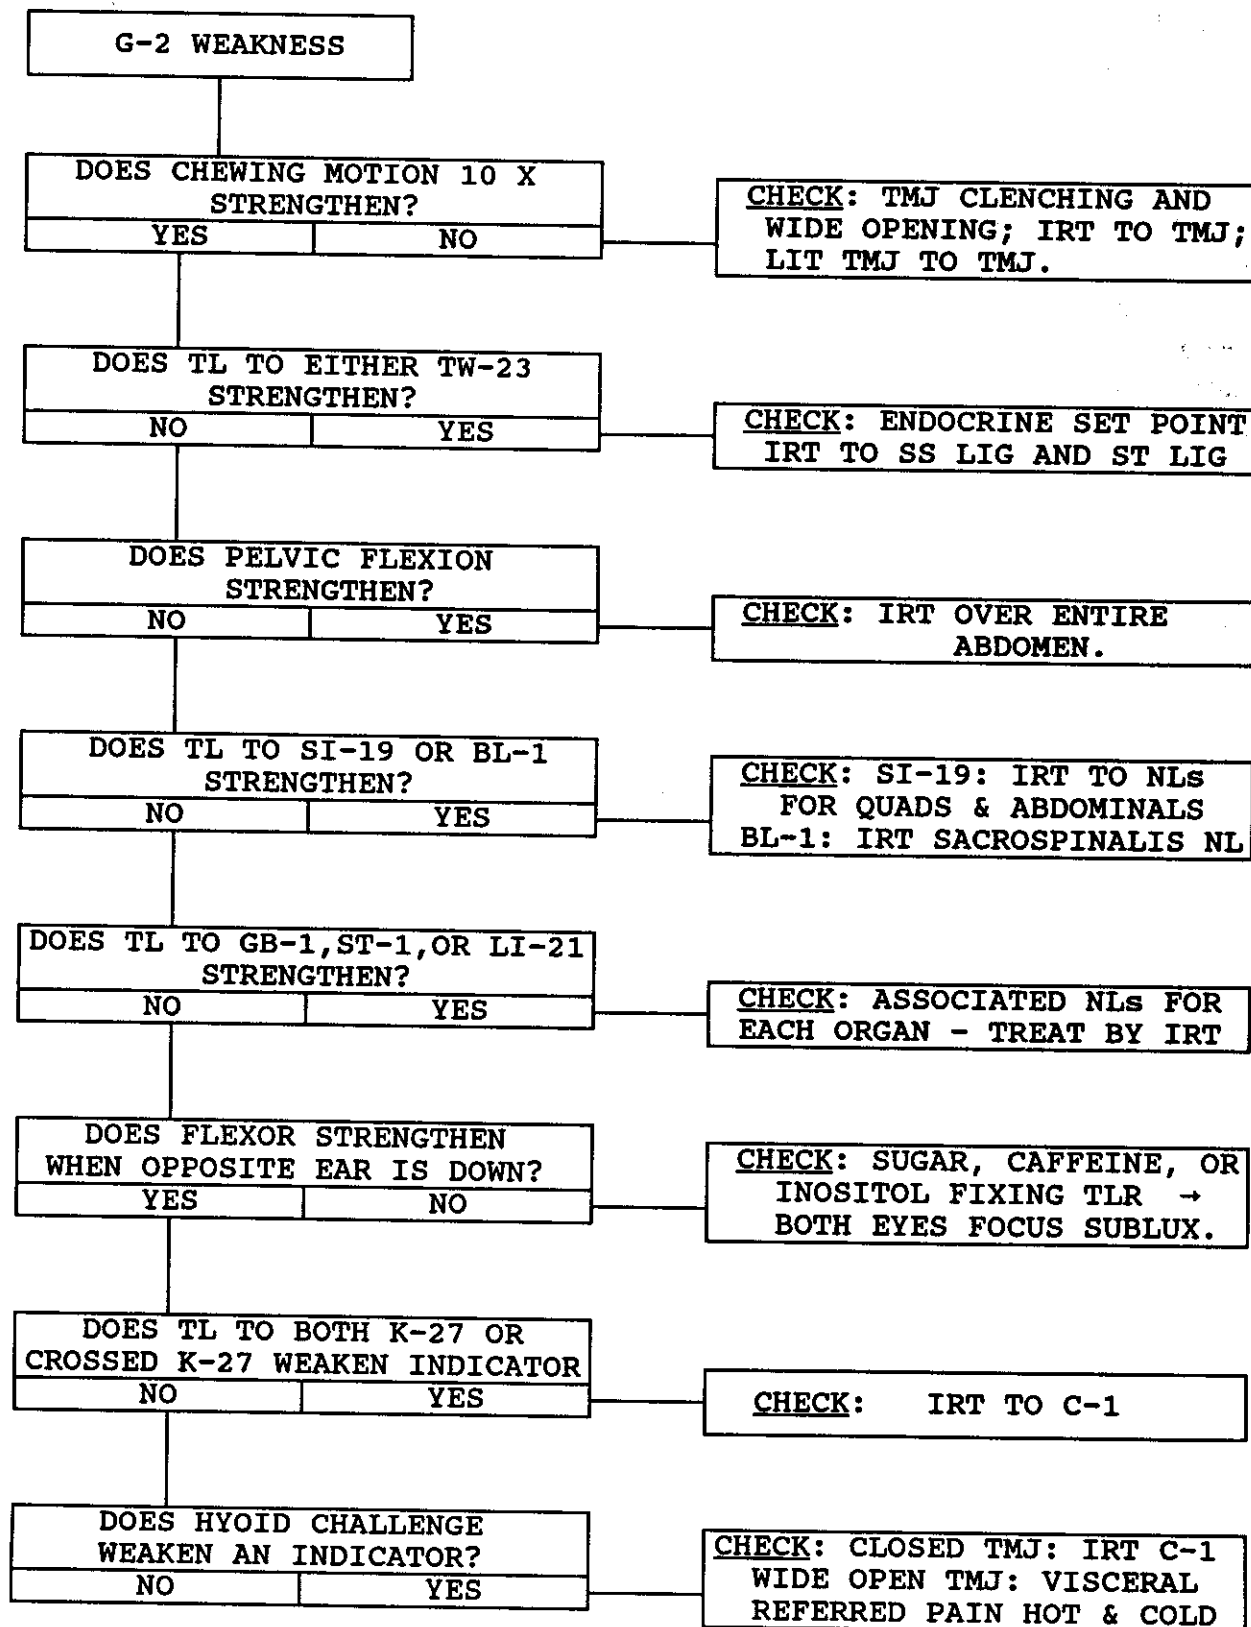 G-2 WEAKNESS
DOES CHEWING MOTION 10 X
STRENGTHEN?
YES NO
CHECK: TMJ CLENCHING AND
WIDE OPENING; IRT TO TMJ;
LIT TMJ TO TMJ.
DOES TL TO EITHER TW-23
STRENGTHEN?
NO YES
CHECK: ENDOCRINE SET POINT
IRT TO SS LIG AND ST LIG
DOES PELVIC FLEXION
STRENGTHEN?
NO YES
CHECK: IRT OVER ENTIRE
ABDOMEN.
DOES TL TO SI-19 OR BL-1
STRENGTHEN?
NO YES
CHECK: SI-19: IRT TO NLs
FOR QUADS & ABDOMINALS
BL-1: IRT SACROSPINALIS NL
DOES TL TO GB-1,ST-1,OR LI-21
STRENGTHEN?
NO YES
CHECK: ASSOCIATED NLs FOR
EACH ORGAN - TREAT BY IRT
DOES FLEXOR STRENGTHEN
WHEN OPPOSITE EAR IS DOWN?
YES NO
CHECK: SUGAR, CAFFEINE, OR
INOSITOL FIXING TLR →
BOTH EYES FOCUS SUBLUX.
DOES TL TO BOTH K-27 OR
CROSSED K-27 WEAKEN INDICATOR
NO YES
CHECK: IRT TO C-1
DOES HYOID CHALLENGE
WEAKEN AN INDICATOR?
NO YES
CHECK: CLOSED TMJ: IRT C-1
WIDE OPEN TMJ: VISCERAL
REFERRED PAIN HOT & COLD